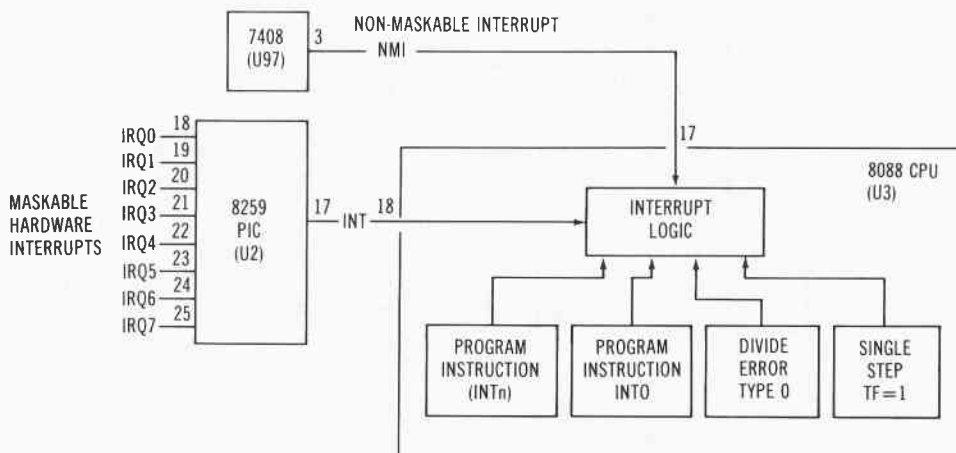 7408
(U97)
3
NON-MASKABLE INTERRUPT
NMI
17
8088 CPU
(U3)
MASKABLE
HARDWARE
INTERRUPTS
IRQ0
18
IRQ1
19
IRQ2
20
IRQ3
21
IRQ4
22
IRQ5
23
IRQ6
24
IRQ7
25
8259
PIC
(U2)
17
INT
18
INTERRUPT
LOGIC
PROGRAM
INSTRUCTION
(INTn)
PROGRAM
INSTRUCTION
INTO
DIVIDE
ERROR
TYPE 0
SINGLE
STEP
TF=1